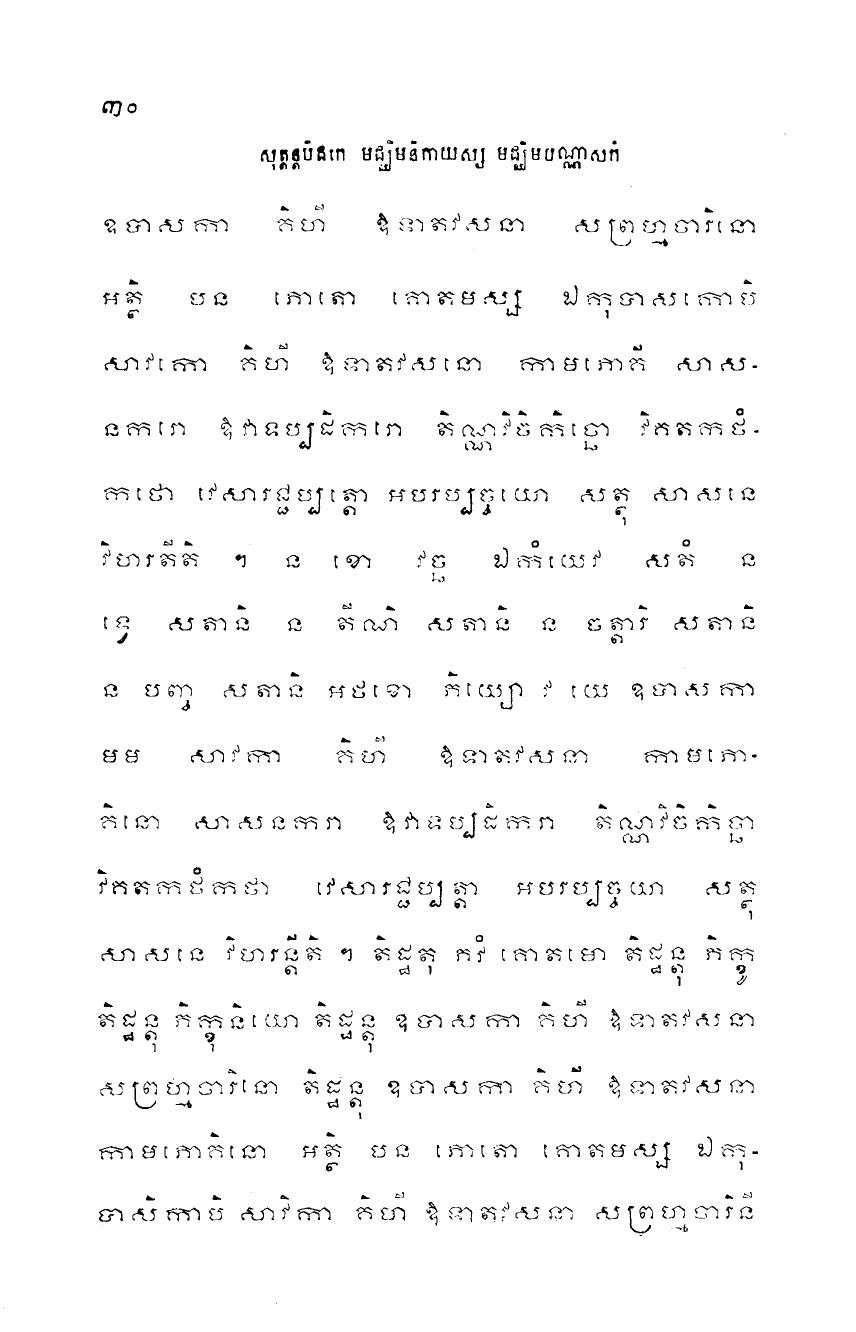 ៣០
សុត្តន្តបិដកេ មជ្ឈិមនិកាយស្ស មជ្ឈិមបណ្ណាសកំ
ឧបាសកា គិហី ឱទាតវសនា សព្រហ្មចារិនោ
អត្ថិ បន ភោតោ គោតមស្ស ឯកុបាសកោបិ
សាវកោ គិហី ឱទាតវសនោ កាមភោគី សាស-
នករោ ឱវាទប្បដិករោ តិណ្ណវិចិកិច្ឆោ វិគតកថំ-
កថោ វេសារជ្ជប្បត្តោ អបរប្បច្ចយោ សត្ថុ សាសនេ
វិហរតីតិ ។ ន ខោ វច្ឆ ឯកំយេវ សតំ ន
ទ្វេ សតានិ ន តីណិ សតានិ ន ចត្តារិ សតានិ
ន បញ្ច សតានិ អថខោ ភិយ្យោ វ យេ ឧបាសកា
មម សាវកា គិហី ឱទាតវសនា កាមភោ-
គិនោ សាសនករា ឱវាទប្បដិករា តិណ្ណវិចិកិច្ឆា
វិគតកថំកថា វេសារជ្ជប្បត្តា អបរប្បច្ចយា សត្ថុ
សាសនេ វិហរន្តីតិ ។ តិដ្ឋតុ ភវំ គោតមោ តិដ្ឋន្តុ ភិក្ខូ
តិដ្ឋន្តុ ភិក្ខុនិយោ តិដ្ឋន្តុ ឧបាសកា គិហី ឱទាតវសនា
សព្រហ្មចារិនោ តិដ្ឋន្តុ ឧបាសកា គិហី ឱទាតវសនា
កាមភោគិនោ អត្ថិ បន ភោតោ គោតមស្ស ឯកុ-
បាសិកាបិ សាវិកា គិហី ឱទាតវសនា សព្រហ្មចារិនី